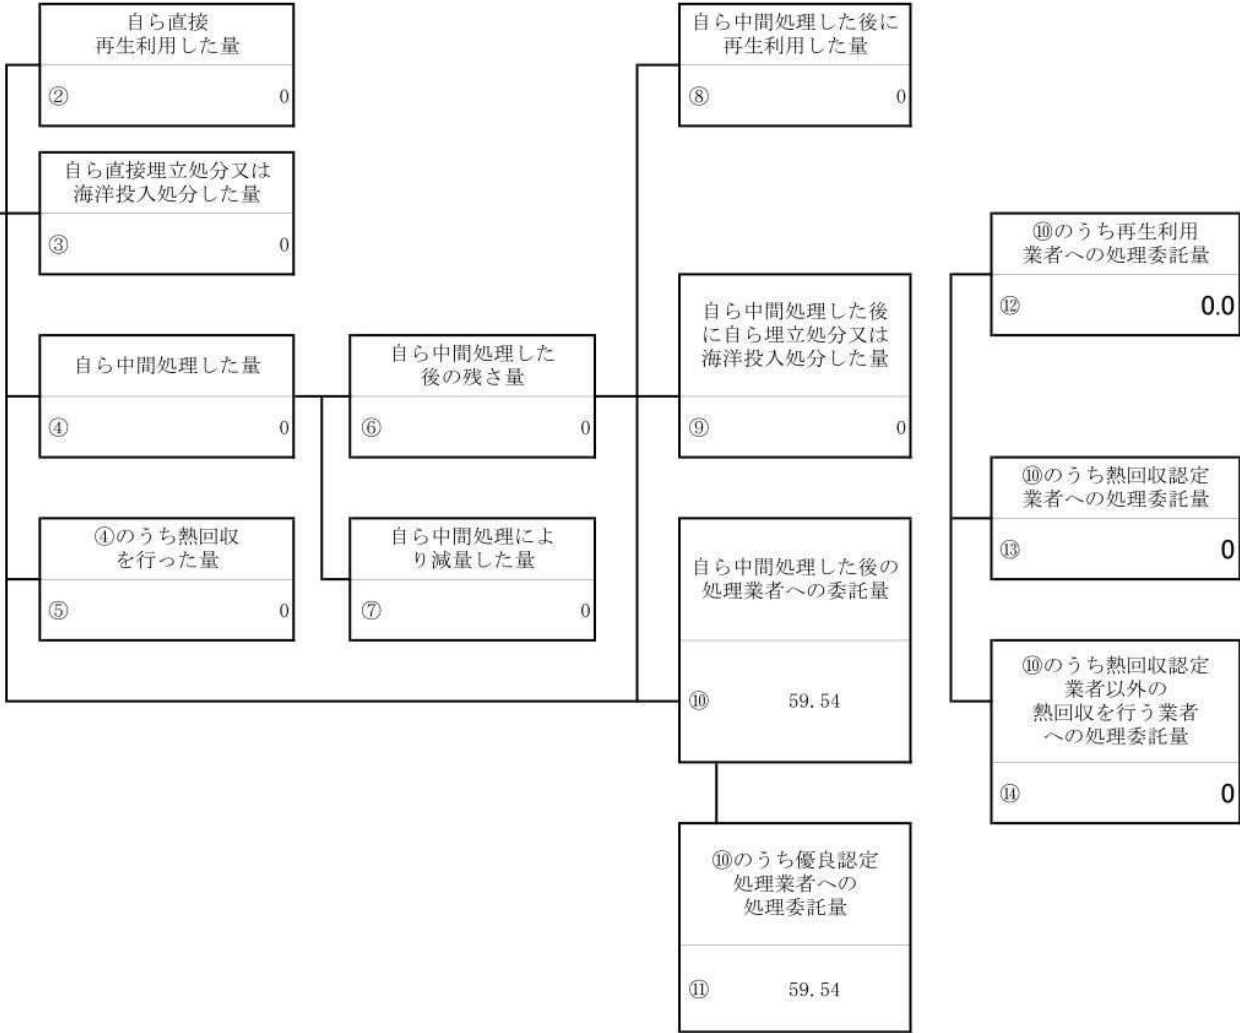 自ら直接
再生利用した量
② 0
自ら直接埋立処分又は
海洋投入処分した量
③ 0
自ら中間処理した量
④ 0
④のうち熱回収
を行った量
⑤ 0
自ら中間処理した
後の残さ量
⑥ 0
自ら中間処理によ
り減量した量
⑦ 0
自ら中間処理した後に
再生利用した量
⑧ 0
自ら中間処理した後
に自ら埋立処分又は
海洋投入処分した量
⑨ 0
自ら中間処理した後の
処理業者への委託量
⑩ 59.54
⑩のうち優良認定
処理業者への
処理委託量
⑪ 59.54
⑩のうち再生利用
業者への処理委託量
⑫ 0.0
⑩のうち熱回収認定
業者への処理委託量
⑬ 0
⑩のうち熱回収認定
業者以外の
熱回収を行う業者
への処理委託量
⑭ 0